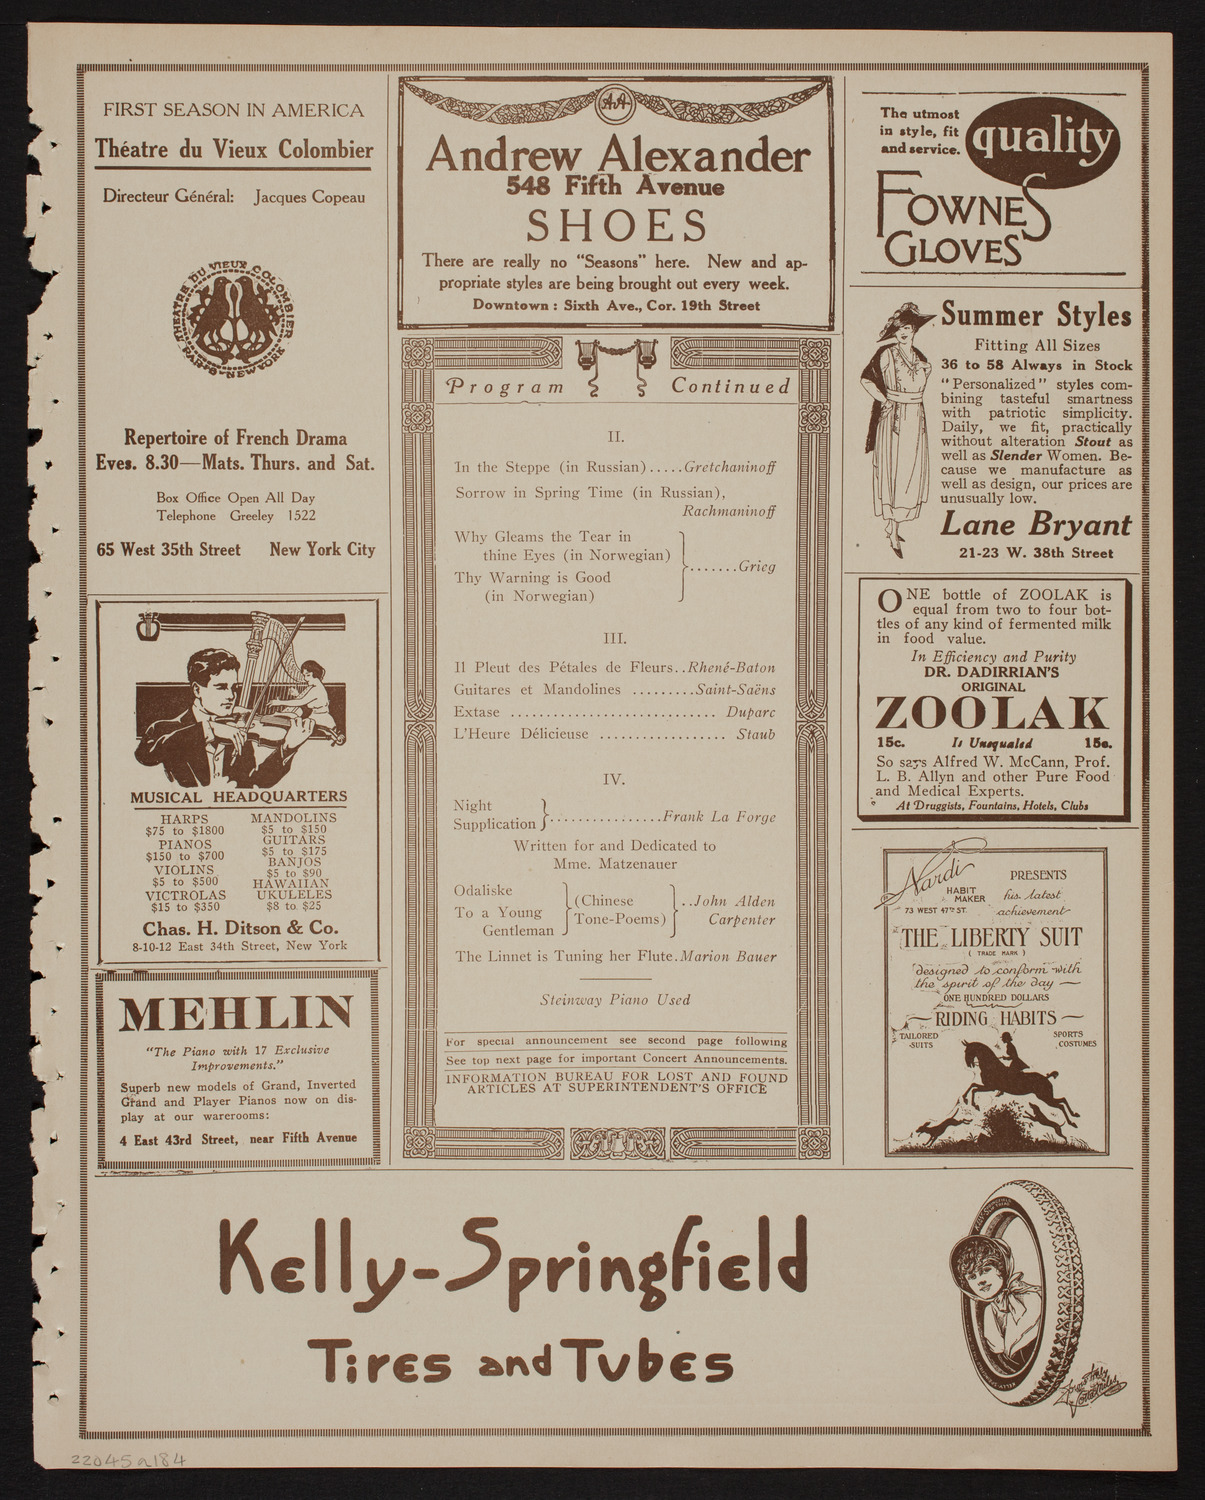 FIRST SEASON IN AMERICA
Théatre du Vieux Colombier
Directeur Général: Jacques Copeau
THEATRE DU VIEUX COLOMBIER
PARIS-NEW YORK
Repertoire of French Drama
Eves. 8.30—Mats. Thurs. and Sat.
Box Office Open All Day
Telephone Greeley 1522
65 West 35th Street New York City
MUSICAL HEADQUARTERS
HARPS
$75 to $1800
PIANOS
$150 to $700
VIOLINS
$5 to $500
VICTROLAS
$15 to $350
MANDOLINS
$5 to $150
GUITARS
$5 to $175
BANJOS
$5 to $90
HAWAIIAN
UKULELES
$8 to $25
Chas. H. Ditson & Co.
8-10-12 East 34th Street, New York
MEHLIN
"The Piano with 17 Exclusive
Improvements."
Superb new models of Grand, Inverted
Grand and Player Pianos now on dis-
play at our warerooms:
4 East 43rd Street, near Fifth Avenue
AA
Andrew Alexander
548 Fifth Avenue
SHOES
There are really no "Seasons" here. New and ap-
propriate styles are being brought out every week.
Downtown: Sixth Ave., Cor. 19th Street
Program Continued
II.
In the Steppe (in Russian).....Gretchaninoff
Sorrow in Spring Time (in Russian),
Rachmaninoff
Why Gleams the Tear in
thine Eyes (in Norwegian)
.......Grieg
Thy Warning is Good
(in Norwegian)
III.
Il Pleut des Pétales de Fleurs..Rhené-Baton
Guitares et Mandolines .........Saint-Saëns
Extase ............................ Duparc
L'Heure Délicieuse .................. Staub
IV.
Night
Supplication
................Frank La Forge
Written for and Dedicated to
Mme. Matzenauer
Odaliske
To a Young
Gentleman
(Chinese
Tone-Poems)
..John Alden
Carpenter
The Linnet is Tuning her Flute.Marion Bauer
Steinway Piano Used
For special announcement see second page following
See top next page for important Concert Announcements.
INFORMATION BUREAU FOR LOST AND FOUND
ARTICLES AT SUPERINTENDENT'S OFFICE
The utmost
in style, fit
and service.
quality
FOWNES
GLOVES
Summer Styles
Fitting All Sizes
36 to 58 Always in Stock
"Personalized" styles com-
bining tasteful smartness
with patriotic simplicity.
Daily, we fit, practically
without alteration Stout as
well as Slender Women. Be-
cause we manufacture as
well as design, our prices are
unusually low.
Lane Bryant
21-23 W. 38th Street
ONE bottle of ZOOLAK is
equal from two to four bot-
tles of any kind of fermented milk
in food value.
In Efficiency and Purity
DR. DADIRRIAN'S
ORIGINAL
ZOOLAK
15c. Is Unequaled 15c.
So says Alfred W. McCann, Prof.
L. B. Allyn and other Pure Food
and Medical Experts.
At Druggists, Fountains, Hotels, Clubs
Nardi
HABIT
MAKER
73 WEST 47TH ST.
PRESENTS
his latest
achievement
THE LIBERTY SUIT
( TRADE MARK )
designed to conform with
the spirit of the day —
ONE HUNDRED DOLLARS
— RIDING HABITS —
TAILORED
SUITS
SPORTS
COSTUMES
Kelly-Springfield
Tires and Tubes
22045a184